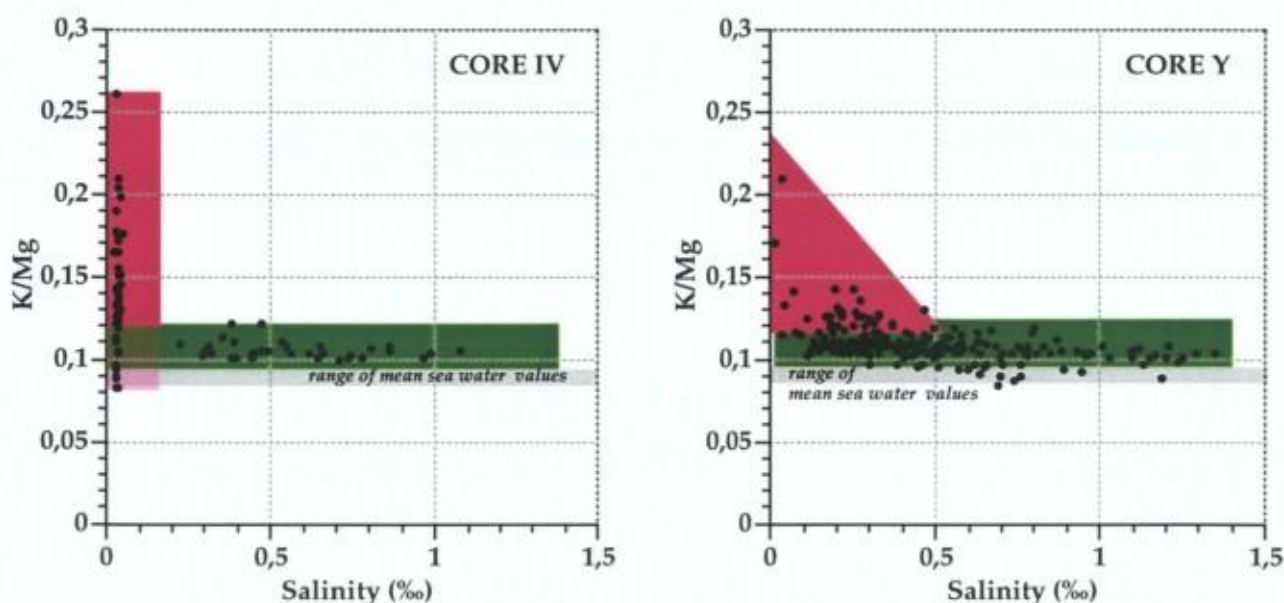 CORE IV
K/Mg
0,3
0,25
0,2
0,15
0,1
0,05
0
range of mean sea water values
0
0,5
1
1,5
Salinity (‰)
CORE Y
K/Mg
0,3
0,25
0,2
0,15
0,1
0,05
0
range of
mean sea water values
0
0,5
1
1,5
Salinity (‰)